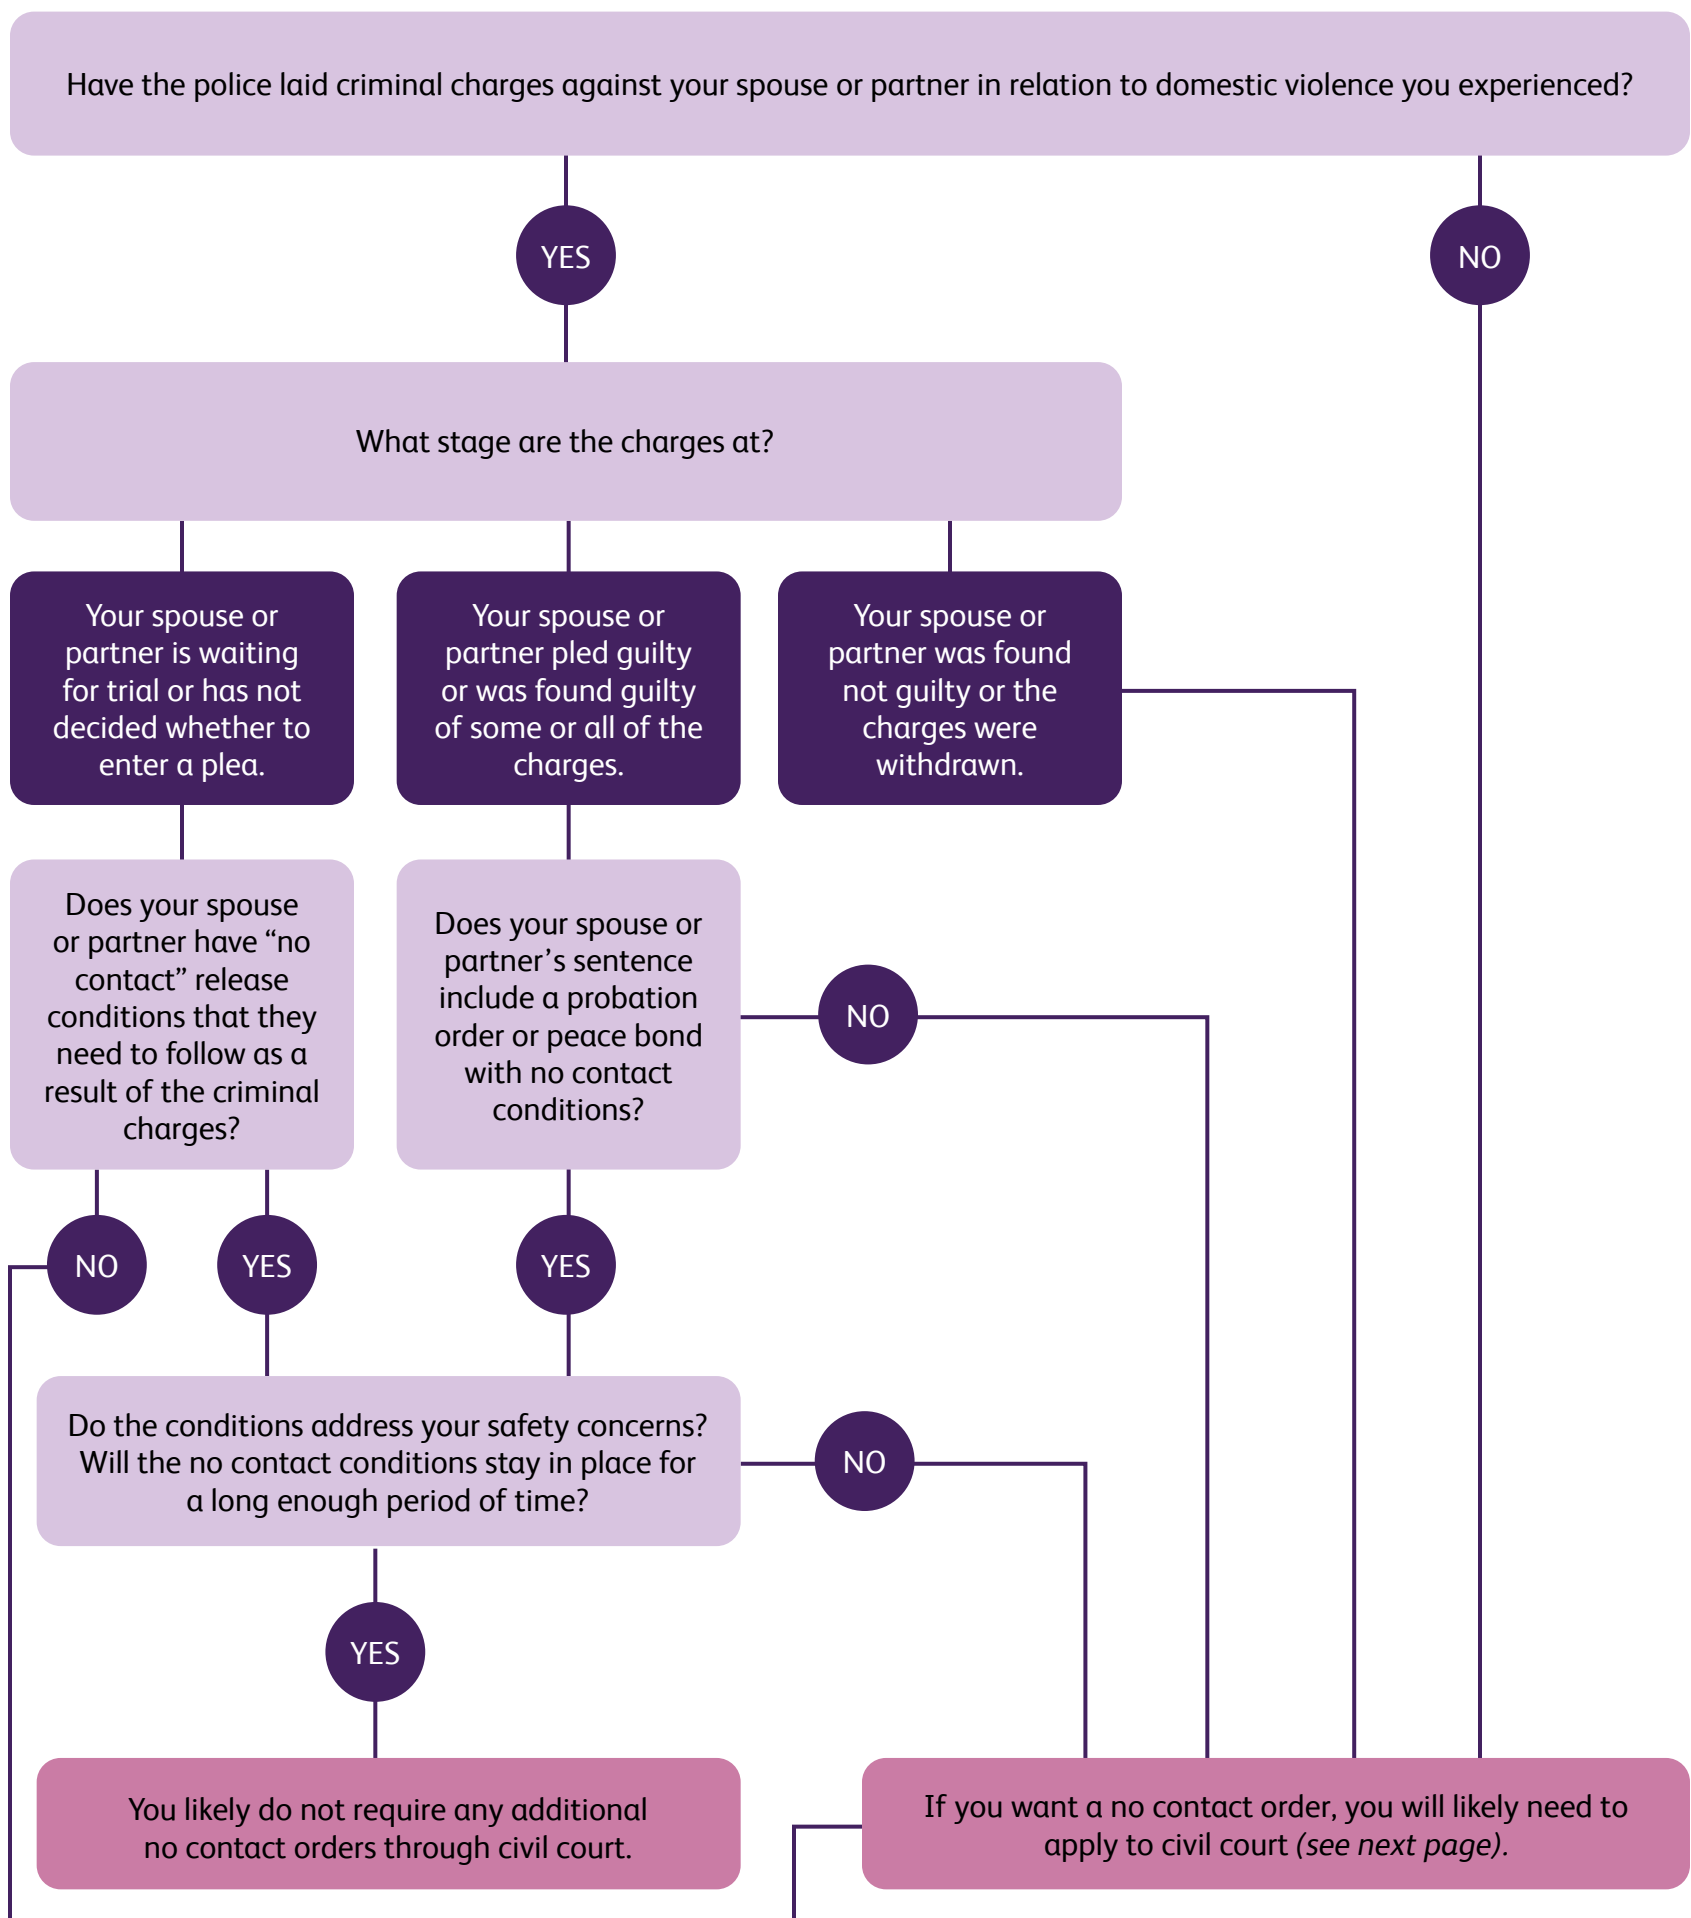 Have the police laid criminal charges against your spouse or partner in relation to domestic violence you experienced?
YES
NO
What stage are the charges at?
Your spouse or
partner is waiting
for trial or has not
decided whether to
enter a plea.
Your spouse or
partner pled guilty
or was found guilty
of some or all of the
charges.
Your spouse or
partner was found
not guilty or the
charges were
withdrawn.
Does your spouse
or partner have “no
contact” release
conditions that they
need to follow as a
result of the criminal
charges?
Does your spouse or
partner’s sentence
include a probation
order or peace bond
with no contact
conditions?
NO
NO
YES
YES
Do the conditions address your safety concerns?
Will the no contact conditions stay in place for
a long enough period of time?
NO
YES
You likely do not require any additional
no contact orders through civil court.
If you want a no contact order, you will likely need to
apply to civil court (see next page).